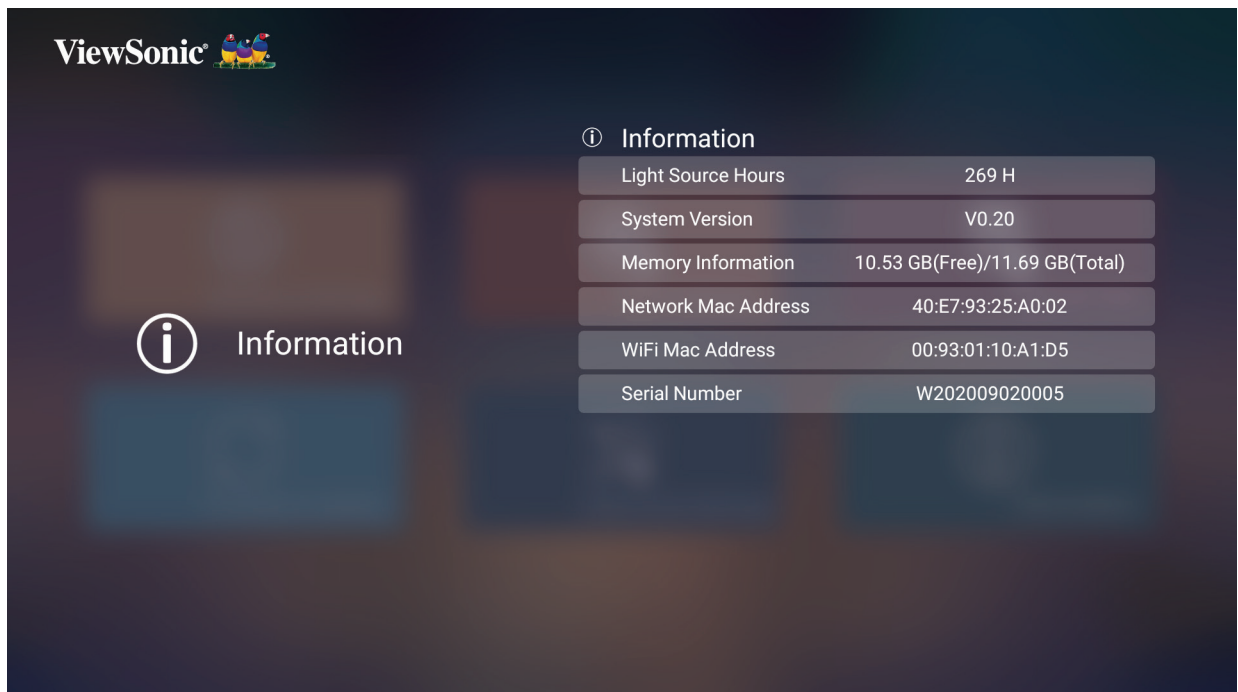 ViewSonic®
Information
Information
Light Source Hours 269 H
System Version V0.20
Memory Information 10.53 GB(Free)/11.69 GB(Total)
Network Mac Address 40:E7:93:25:A0:02
WiFi Mac Address 00:93:01:10:A1:D5
Serial Number W202009020005